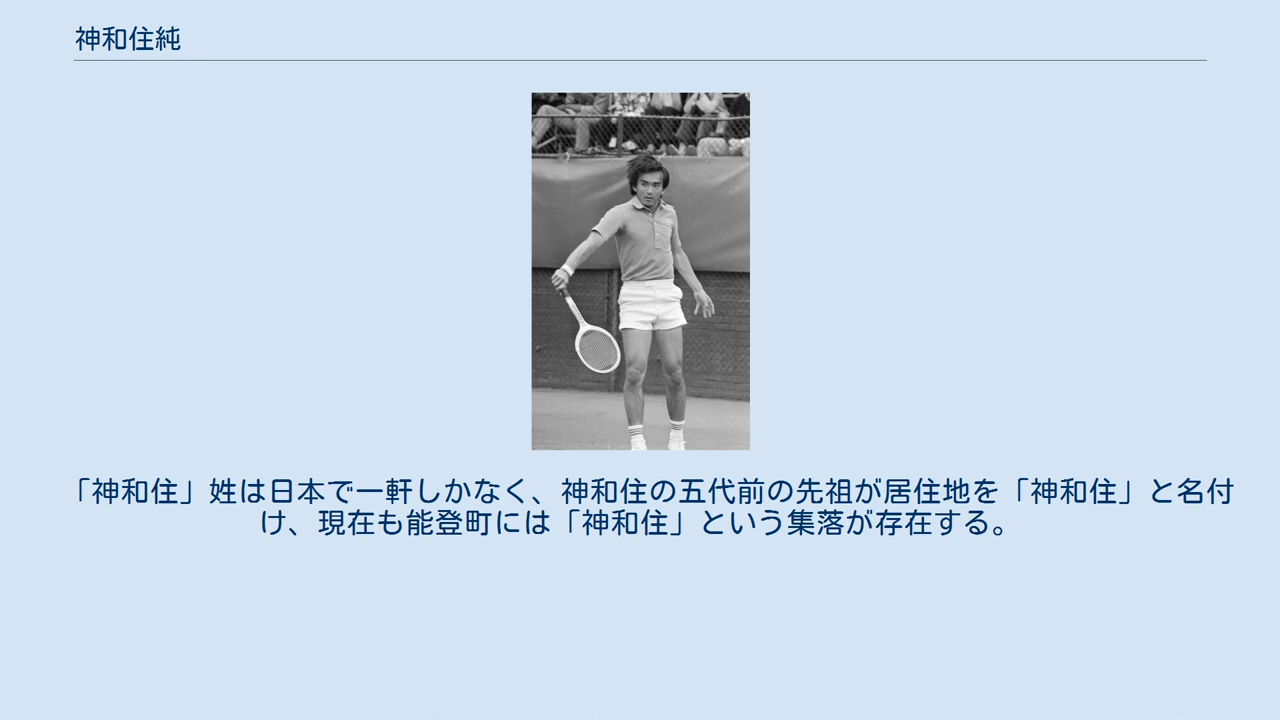 神和住純
「神和住」姓は日本で一軒しかなく、神和住の五代前の先祖が居住地を「神和住」と名付
け、現在も能登町には「神和住」という集落が存在する。